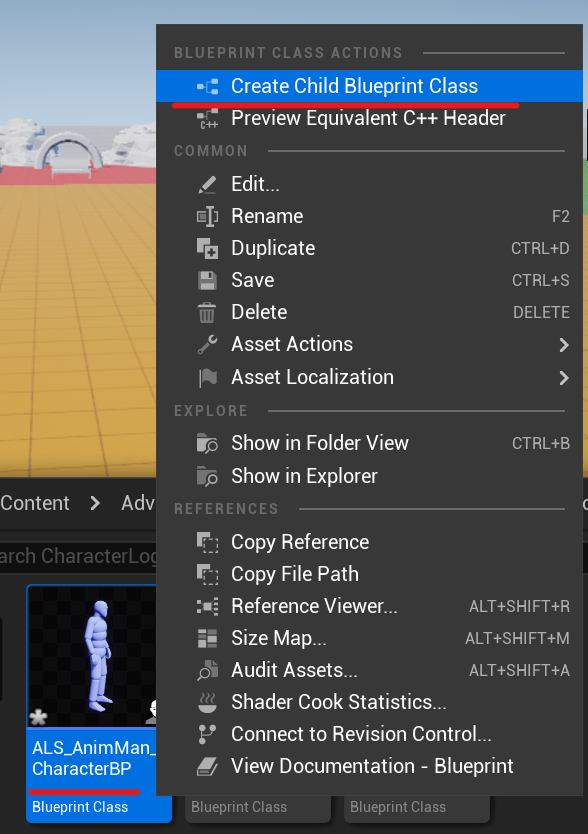 BLUEPRINT CLASS ACTIONS
Create Child Blueprint Class
C++ Preview Equivalent C++ Header
COMMON
Edit...
Rename F2
Duplicate CTRL+D
Save CTRL+S
Delete DELETE
Asset Actions
Asset Localization
EXPLORE
Show in Folder View CTRL+B
Show in Explorer
REFERENCES
Content > Adv
Copy Reference
arch CharacterLog
Copy File Path
Reference Viewer... ALT+SHIFT+R
Size Map... ALT+SHIFT+M
Audit Assets... ALT+SHIFT+A
Shader Cook Statistics...
Connect to Revision Control...
View Documentation - Blueprint
ALS_AnimMan_
CharacterBP
Blueprint Class
Blueprint Class
Blueprint Class